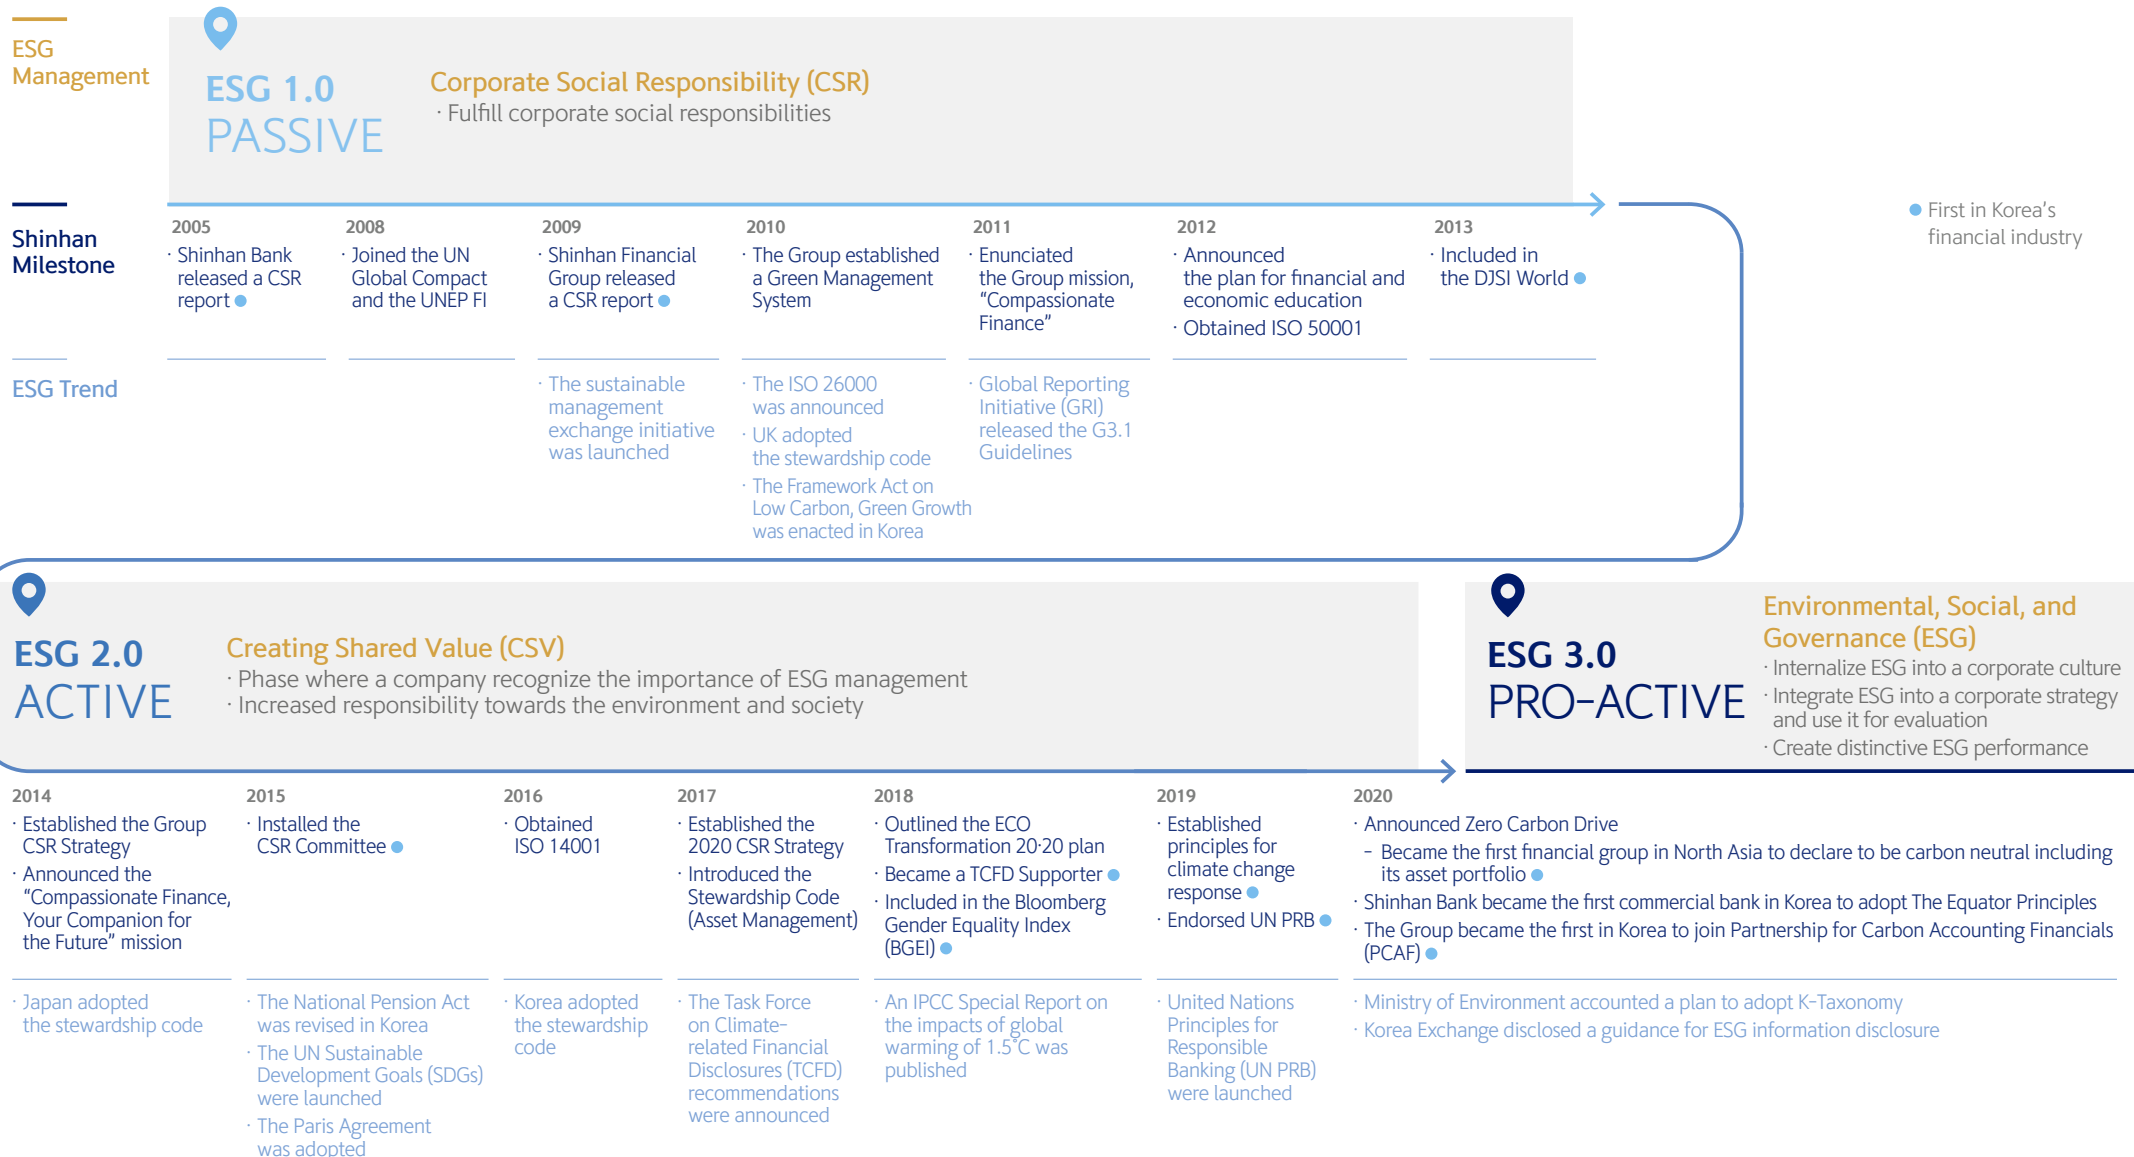 ESG
Management
ESG 1.0
PASSIVE
Corporate Social Responsibility (CSR)
· Fulfill corporate social responsibilities
Shinhan
Milestone
2005
· Shinhan Bank
released a CSR
report ●
2008
· Joined the UN
Global Compact
and the UNEP FI
2009
· Shinhan Financial
Group released
a CSR report ●
2010
· The Group established
a Green Management
System
2011
· Enunciated
the Group mission,
“Compassionate
Finance”
2012
· Announced
the plan for financial and
economic education
· Obtained ISO 50001
2013
· Included in
the DJSI World ●
● First in Korea's
financial industry
ESG Trend
· The sustainable
management
exchange initiative
was launched
· The ISO 26000
was announced
· UK adopted
the stewardship code
· The Framework Act on
Low Carbon, Green Growth
was enacted in Korea
· Global Reporting
Initiative (GRI)
released the G3.1
Guidelines
ESG 2.0
ACTIVE
Creating Shared Value (CSV)
· Phase where a company recognize the importance of ESG management
· Increased responsibility towards the environment and society
ESG 3.0
PRO-ACTIVE
Environmental, Social, and
Governance (ESG)
· Internalize ESG into a corporate culture
· Integrate ESG into a corporate strategy
and use it for evaluation
· Create distinctive ESG performance
2014
· Established the Group
CSR Strategy
· Announced the
“Compassionate Finance,
Your Companion for
the Future” mission
2015
· Installed the
CSR Committee ●
2016
· Obtained
ISO 14001
2017
· Established the
2020 CSR Strategy
· Introduced the
Stewardship Code
(Asset Management)
2018
· Outlined the ECO
Transformation 20·20 plan
· Became a TCFD Supporter ●
· Included in the Bloomberg
Gender Equality Index
(BGEI) ●
2019
· Established
principles for
climate change
response ●
· Endorsed UN PRB ●
2020
· Announced Zero Carbon Drive
– Became the first financial group in North Asia to declare to be carbon neutral including
its asset portfolio ●
· Shinhan Bank became the first commercial bank in Korea to adopt The Equator Principles
· The Group became the first in Korea to join Partnership for Carbon Accounting Financials
(PCAF) ●
· Japan adopted
the stewardship code
· The National Pension Act
was revised in Korea
· The UN Sustainable
Development Goals (SDGs)
were launched
· The Paris Agreement
was adopted
· Korea adopted
the stewardship
code
· The Task Force
on Climate-
related Financial
Disclosures (TCFD)
recommendations
were announced
· An IPCC Special Report on
the impacts of global
warming of 1.5˚C was
published
· United Nations
Principles for
Responsible
Banking (UN PRB)
were launched
· Ministry of Environment accounted a plan to adopt K-Taxonomy
· Korea Exchange disclosed a guidance for ESG information disclosure